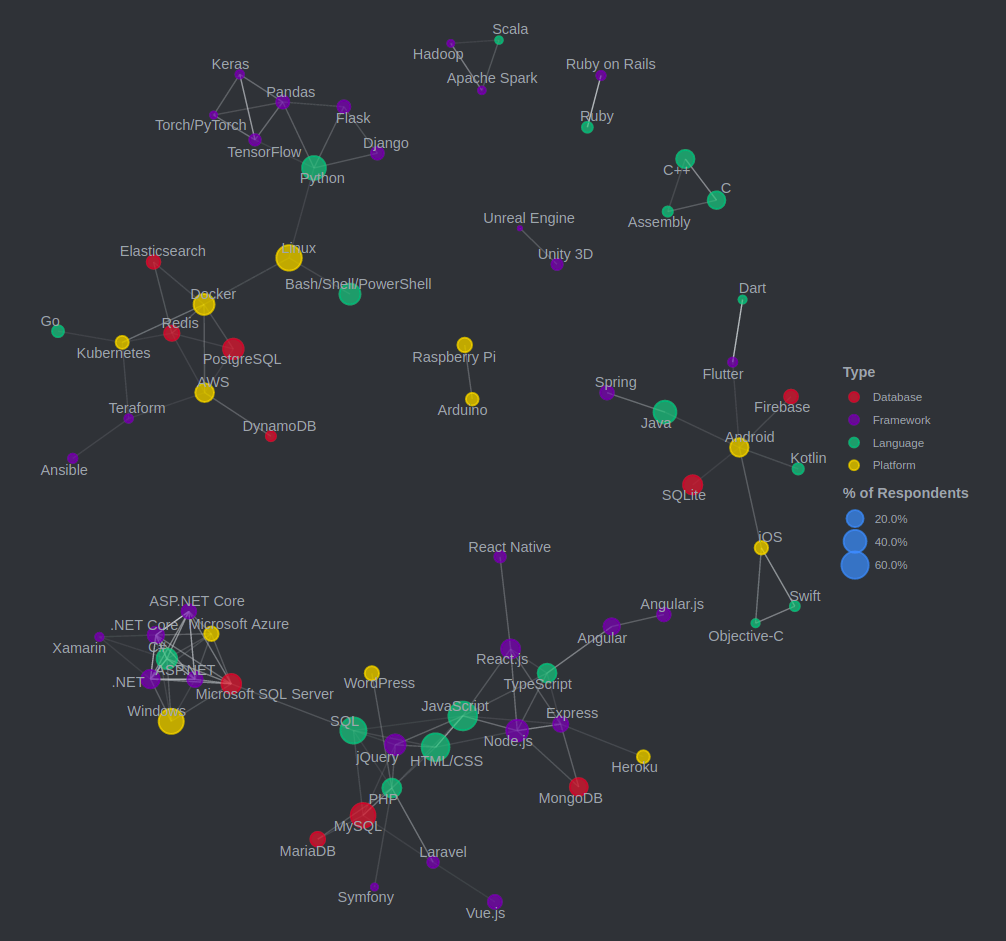 Scala
Hadoop
Keras
Ruby on Rails
Apache Spark
Pandas
Torch/PyTorch
Flask
Ruby
Django
TensorFlow
Python
C++
C
Unreal Engine
Assembly
Elasticsearch
Linux
Unity 3D
Bash/Shell/PowerShell
Dart
Docker
Go
Redis
Kubernetes
PostgreSQL
Raspberry Pi
Flutter
Type
AWS
Spring
Database
Teraform
Arduino
Firebase
Framework
DynamoDB
Java
Android
Language
Ansible
Kotlin
Platform
SQLite
% of Respondents
20.0%
iOS
40.0%
React Native
60.0%
ASP.NET Core
Angular.js
Swift
.NET Core
Microsoft Azure
Angular
Objective-C
Xamarin
C#
React.js
ASP.NET
.NET
WordPress
TypeScript
Microsoft SQL Server
Windows
JavaScript
Express
SQL
Node.js
jQuery
HTML/CSS
Heroku
PHP
MongoDB
MySQL
MariaDB
Laravel
Symfony
Vue.js